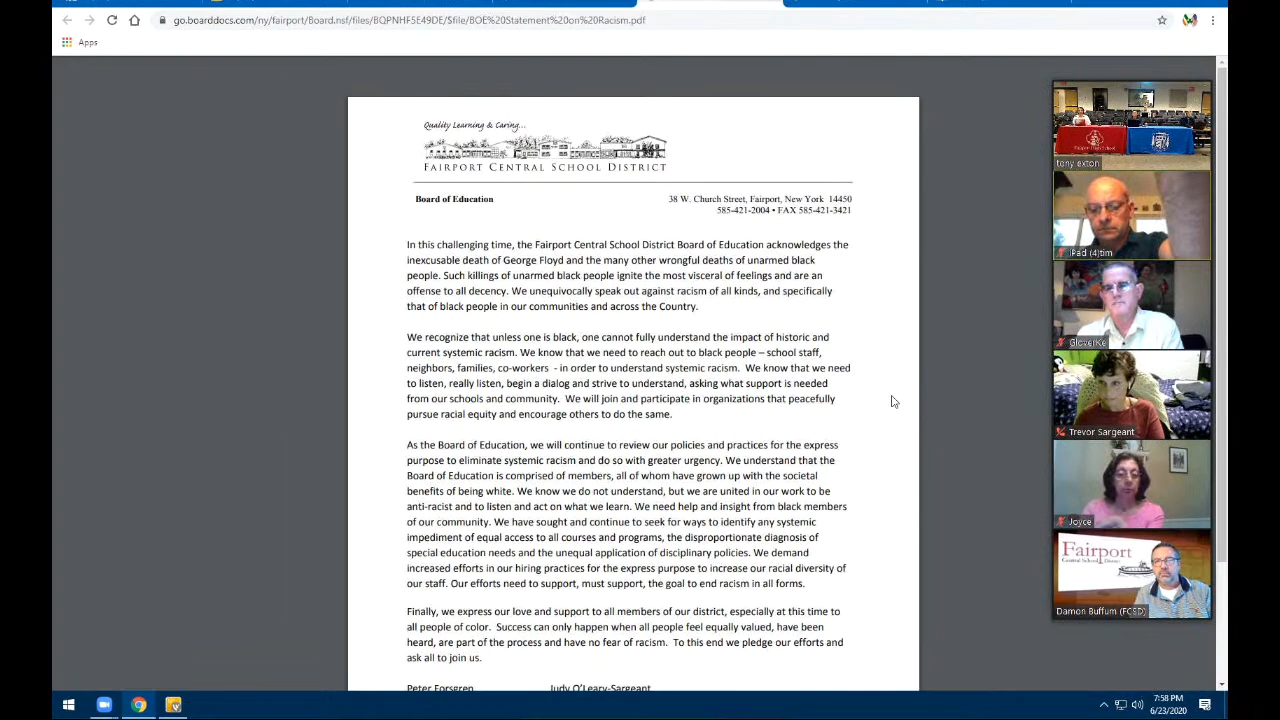 go.boarddocs.com/ny/fairport/Board.nsf/files/BQPNHF5E49DE/$file/BOE%20Statement%20on%20Racism.pdf
Apps
Quality Learning & Caring...
FAIRPORT CENTRAL SCHOOL DISTRICT
Board of Education
38 W. Church Street, Fairport, New York 14450
585-421-2004 • FAX 585-421-3421
In this challenging time, the Fairport Central School District Board of Education acknowledges the
inexcusable death of George Floyd and the many other wrongful deaths of unarmed black
people. Such killings of unarmed black people ignite the most visceral of feelings and are an
offense to all decency. We unequivocally speak out against racism of all kinds, and specifically
that of black people in our communities and across the Country.
We recognize that unless one is black, one cannot fully understand the impact of historic and
current systemic racism. We know that we need to reach out to black people – school staff,
neighbors, families, co-workers - in order to understand systemic racism. We know that we need
to listen, really listen, begin a dialog and strive to understand, asking what support is needed
from our schools and community. We will join and participate in organizations that peacefully
pursue racial equity and encourage others to do the same.
As the Board of Education, we will continue to review our policies and practices for the express
purpose to eliminate systemic racism and do so with greater urgency. We understand that the
Board of Education is comprised of members, all of whom have grown up with the societal
benefits of being white. We know we do not understand, but we are united in our work to be
anti-racist and to listen and act on what we learn. We need help and insight from black members
of our community. We have sought and continue to seek for ways to identify any systemic
impediment of equal access to all courses and programs, the disproportionate diagnosis of
special education needs and the unequal application of disciplinary policies. We demand
increased efforts in our hiring practices for the express purpose to increase our racial diversity of
our staff. Our efforts need to support, must support, the goal to end racism in all forms.
Finally, we express our love and support to all members of our district, especially at this time to
all people of color. Success can only happen when all people feel equally valued, have been
heard, are part of the process and have no fear of racism. To this end we pledge our efforts and
ask all to join us.
Peter Forsgren Judy O'Leary-Sargeant
tony exton
iPad (4)tim
GloverKe
Trevor Sargeant
Joyce
Fairport
Central School District
Damon Buffum (FCSD)
7:58 PM
6/23/2020